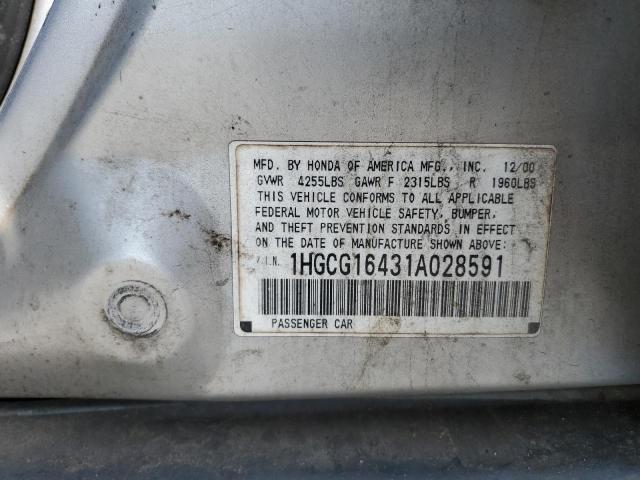 MFD. BY HONDA OF AMERICA MFG., INC. 12/00
GVWR 4255LBS GAWR F 2315LBS R 1960LBS
THIS VEHICLE CONFORMS TO ALL APPLICABLE
FEDERAL MOTOR VEHICLE SAFETY, BUMPER,
AND THEFT PREVENTION STANDARDS IN EFFECT
ON THE DATE OF MANUFACTURE SHOWN ABOVE:
V.I.N. 1HGCG16431A028591
PASSENGER CAR